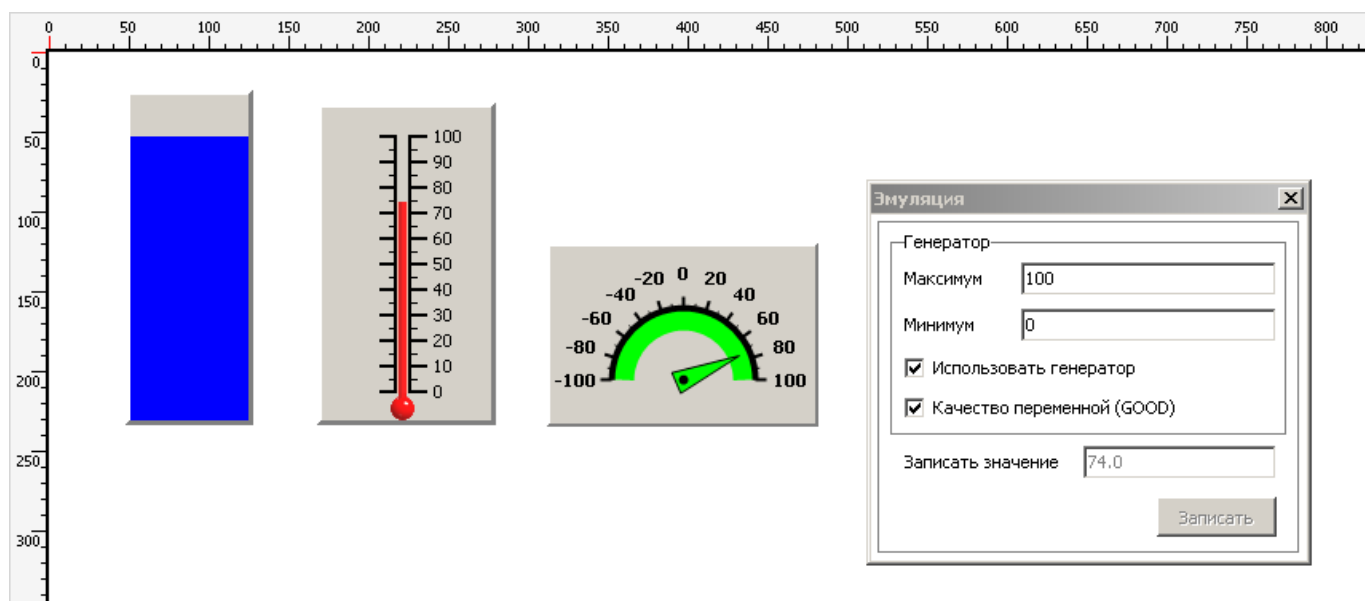 0 50 100 150 200 250 300 350 400 450 500 550 600 650 700 750 800
0
50
100
150
200
250
300
100
90
80
70
60
50
40
30
20
10
0
-100 -80 -60 -40 -20 0 20 40 60 80 100
Эмуляция
Генератор
Максимум 100
Минимум 0
Использовать генератор
Качество переменной (GOOD)
Записать значение 74.0
Записать